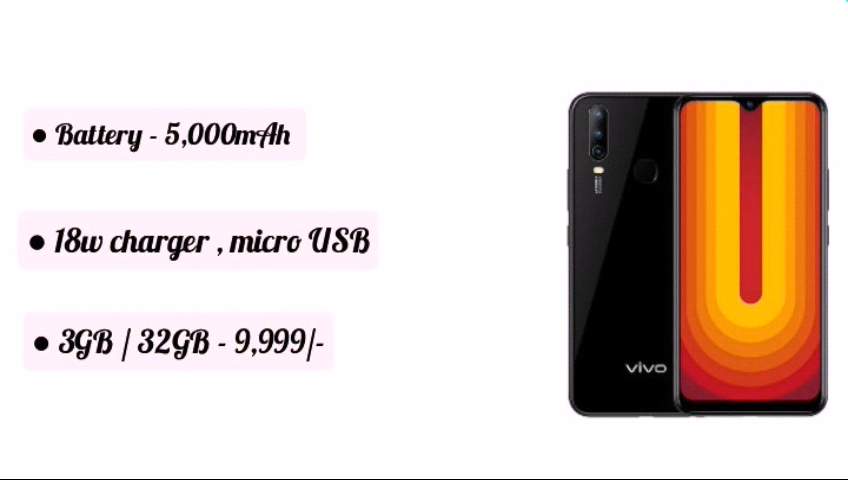 • Battery - 5,000mAh
• 18w charger , micro USB
• 3GB / 32GB - 9,999/-
vivo